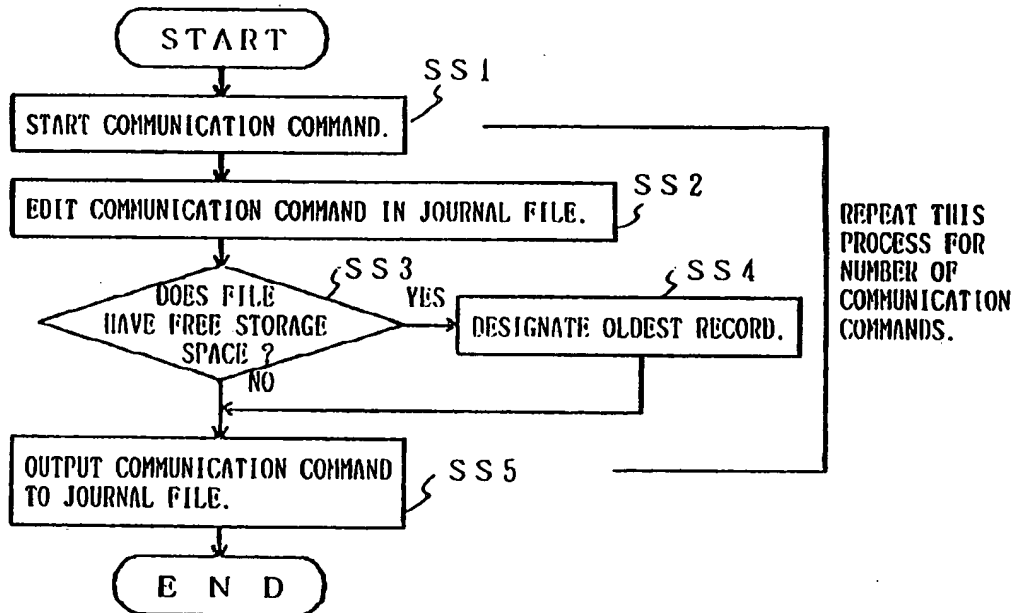 START
SS1
START COMMUNICATION COMMAND.
SS2
EDIT COMMUNICATION COMMAND IN JOURNAL FILE.
SS3
DOES FILE
HAVE FREE STORAGE
SPACE ?
YES
NO
SS4
DESIGNATE OLDEST RECORD.
OUTPUT COMMUNICATION COMMAND
TO JOURNAL FILE.
SS5
REPEAT THIS
PROCESS FOR
NUMBER OF
COMMUNICATION
COMMANDS.
END